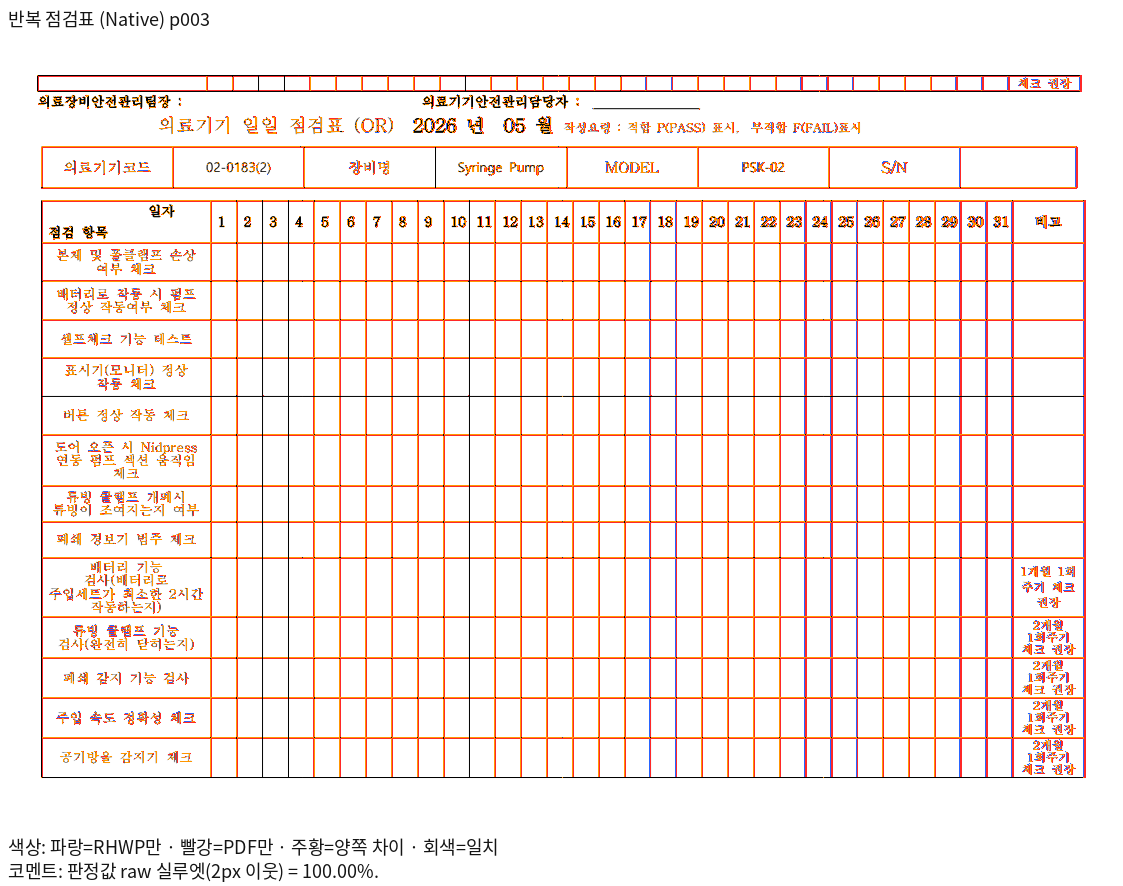 반복 점검표 (Native) p003
체크 권장
의료장비안전관리팀장 : 의료기기안전관리담당자 :
의료기기 일일 점검표 (OR) 2026 년 05 월 작성요령 : 적합 P(PASS) 표시, 부적합 F(FAIL)표시
의료기기코드 02-0183(2) 장비명 Syringe Pump MODEL PSK-02 S/N
일자
점검 항목
1 2 3 4 5 6 7 8 9 10 11 12 13 14 15 16 17 18 19 20 21 22 23 24 25 26 27 28 29 30 31 비고
본체 및 폴클램프 손상
여부 체크
배터리로 작동 시 펌프
정상 작동여부 체크
셀프체크 기능 테스트
표시기(모니터) 정상
작동 체크
버튼 정상 작동 체크
도어 오픈 시 Nidpress
연동 펌프 섹션 움직임
체크
튜빙 클램프 개폐시
튜빙이 조여지는지 여부
폐쇄 경보기 범주 체크
배터리 기능
검사(배터리로
주입세트가 최소한 2시간
작동하는지)
1개월 1회
주기 체크
권장
튜빙 클램프 기능
검사(완전히 닫히는지)
2개월
1회주기
체크 권장
폐쇄 감지 기능 검사
2개월
1회주기
체크 권장
주입 속도 정확성 체크
2개월
1회주기
체크 권장
공기방울 감지기 체크
2개월
1회주기
체크 권장
색상: 파랑=RHWP만 · 빨강=PDF만 · 주황=양쪽 차이 · 회색=일치
코멘트: 판정값 raw 실루엣(2px 이웃) = 100.00%.